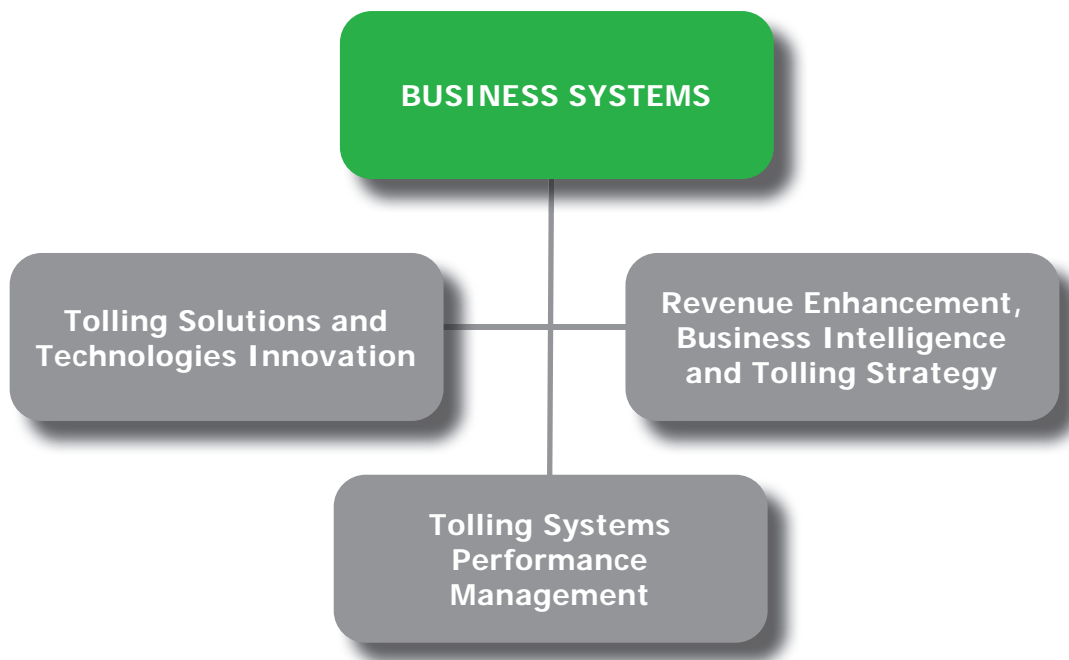 BUSINESS SYSTEMS
Tolling Solutions and
Technologies Innovation
Revenue Enhancement,
Business Intelligence
and Tolling Strategy
Tolling Systems
Performance
Management